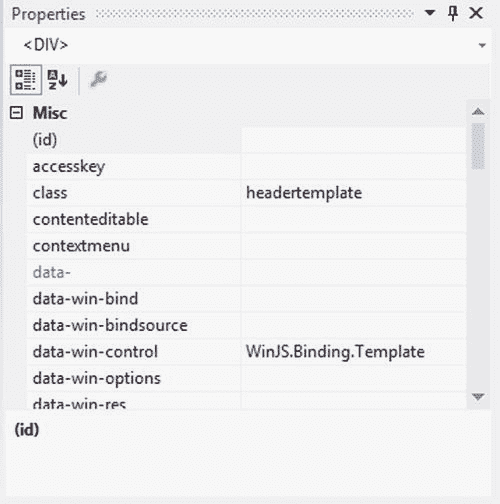 Properties
<DIV>
Misc
(id)
accesskey
class headertemplate
contenteditable
contextmenu
data-
data-win-bind
data-win-bindsource
data-win-control WinJS.Binding.Template
data-win-options
data-win-res
(id)